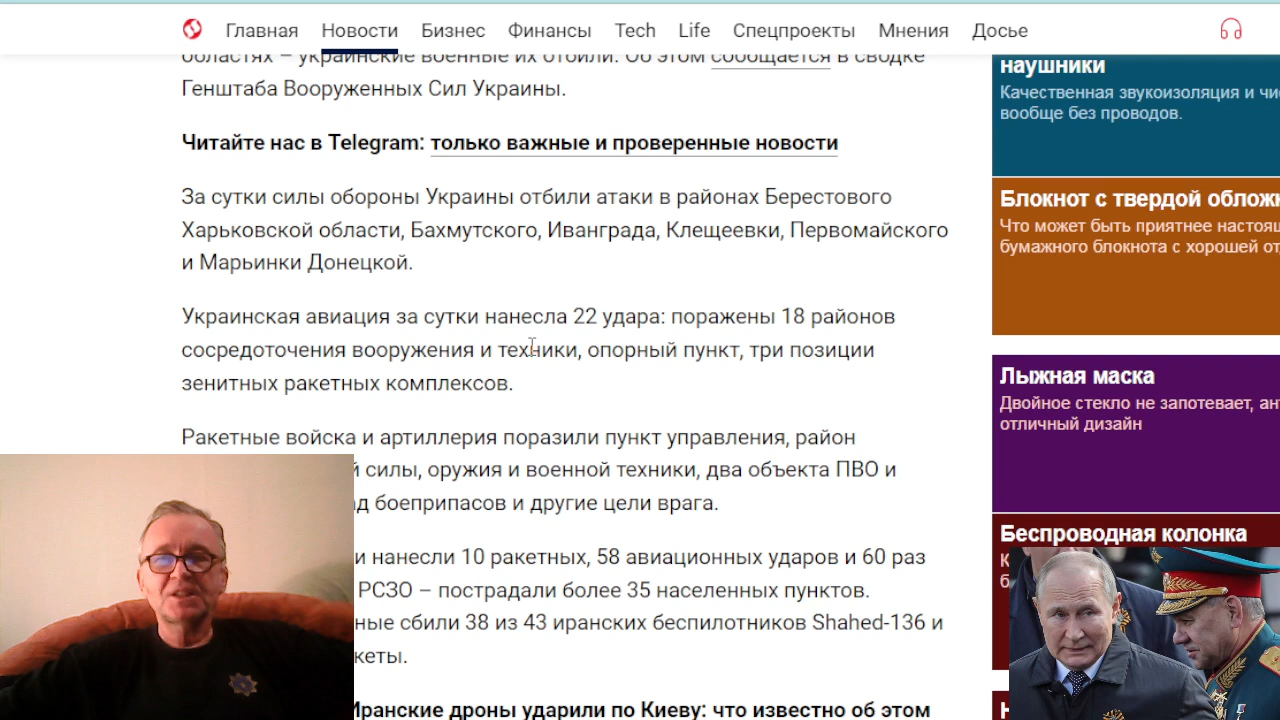 Главная Новости Бизнес Финансы Tech Life Спецпроекты Мнения Досье
областях – украинские военные их отбили. Об этом сообщается в сводке
Генштаба Вооруженных Сил Украины.
Читайте нас в Telegram: только важные и проверенные новости
За сутки силы обороны Украины отбили атаки в районах Берестового
Харьковской области, Бахмутского, Иванграда, Клещеевки, Первомайского
и Марьинки Донецкой.
Украинская авиация за сутки нанесла 22 удара: поражены 18 районов
сосредоточения вооружения и техники, опорный пункт, три позиции
зенитных ракетных комплексов.
Ракетные войска и артиллерия поразили пункт управления, район
силы, оружия и военной техники, два объекта ПВО и
боеприпасов и другие цели врага.
и нанесли 10 ракетных, 58 авиационных ударов и 60 раз
РСЗО – пострадали более 35 населенных пунктов.
сбили 38 из 43 иранских беспилотников Shahed-136 и
Иранские дроны ударили по Киеву: что известно об этом
наушники
Качественная звукоизоляция и
вообще без проводов.
Блокнот с твердой
Что может быть приятнее
бумажного блокнота с хорошей
Лыжная маска
Двойное стекло не запотевает,
отличный дизайн
Беспроводная колонка